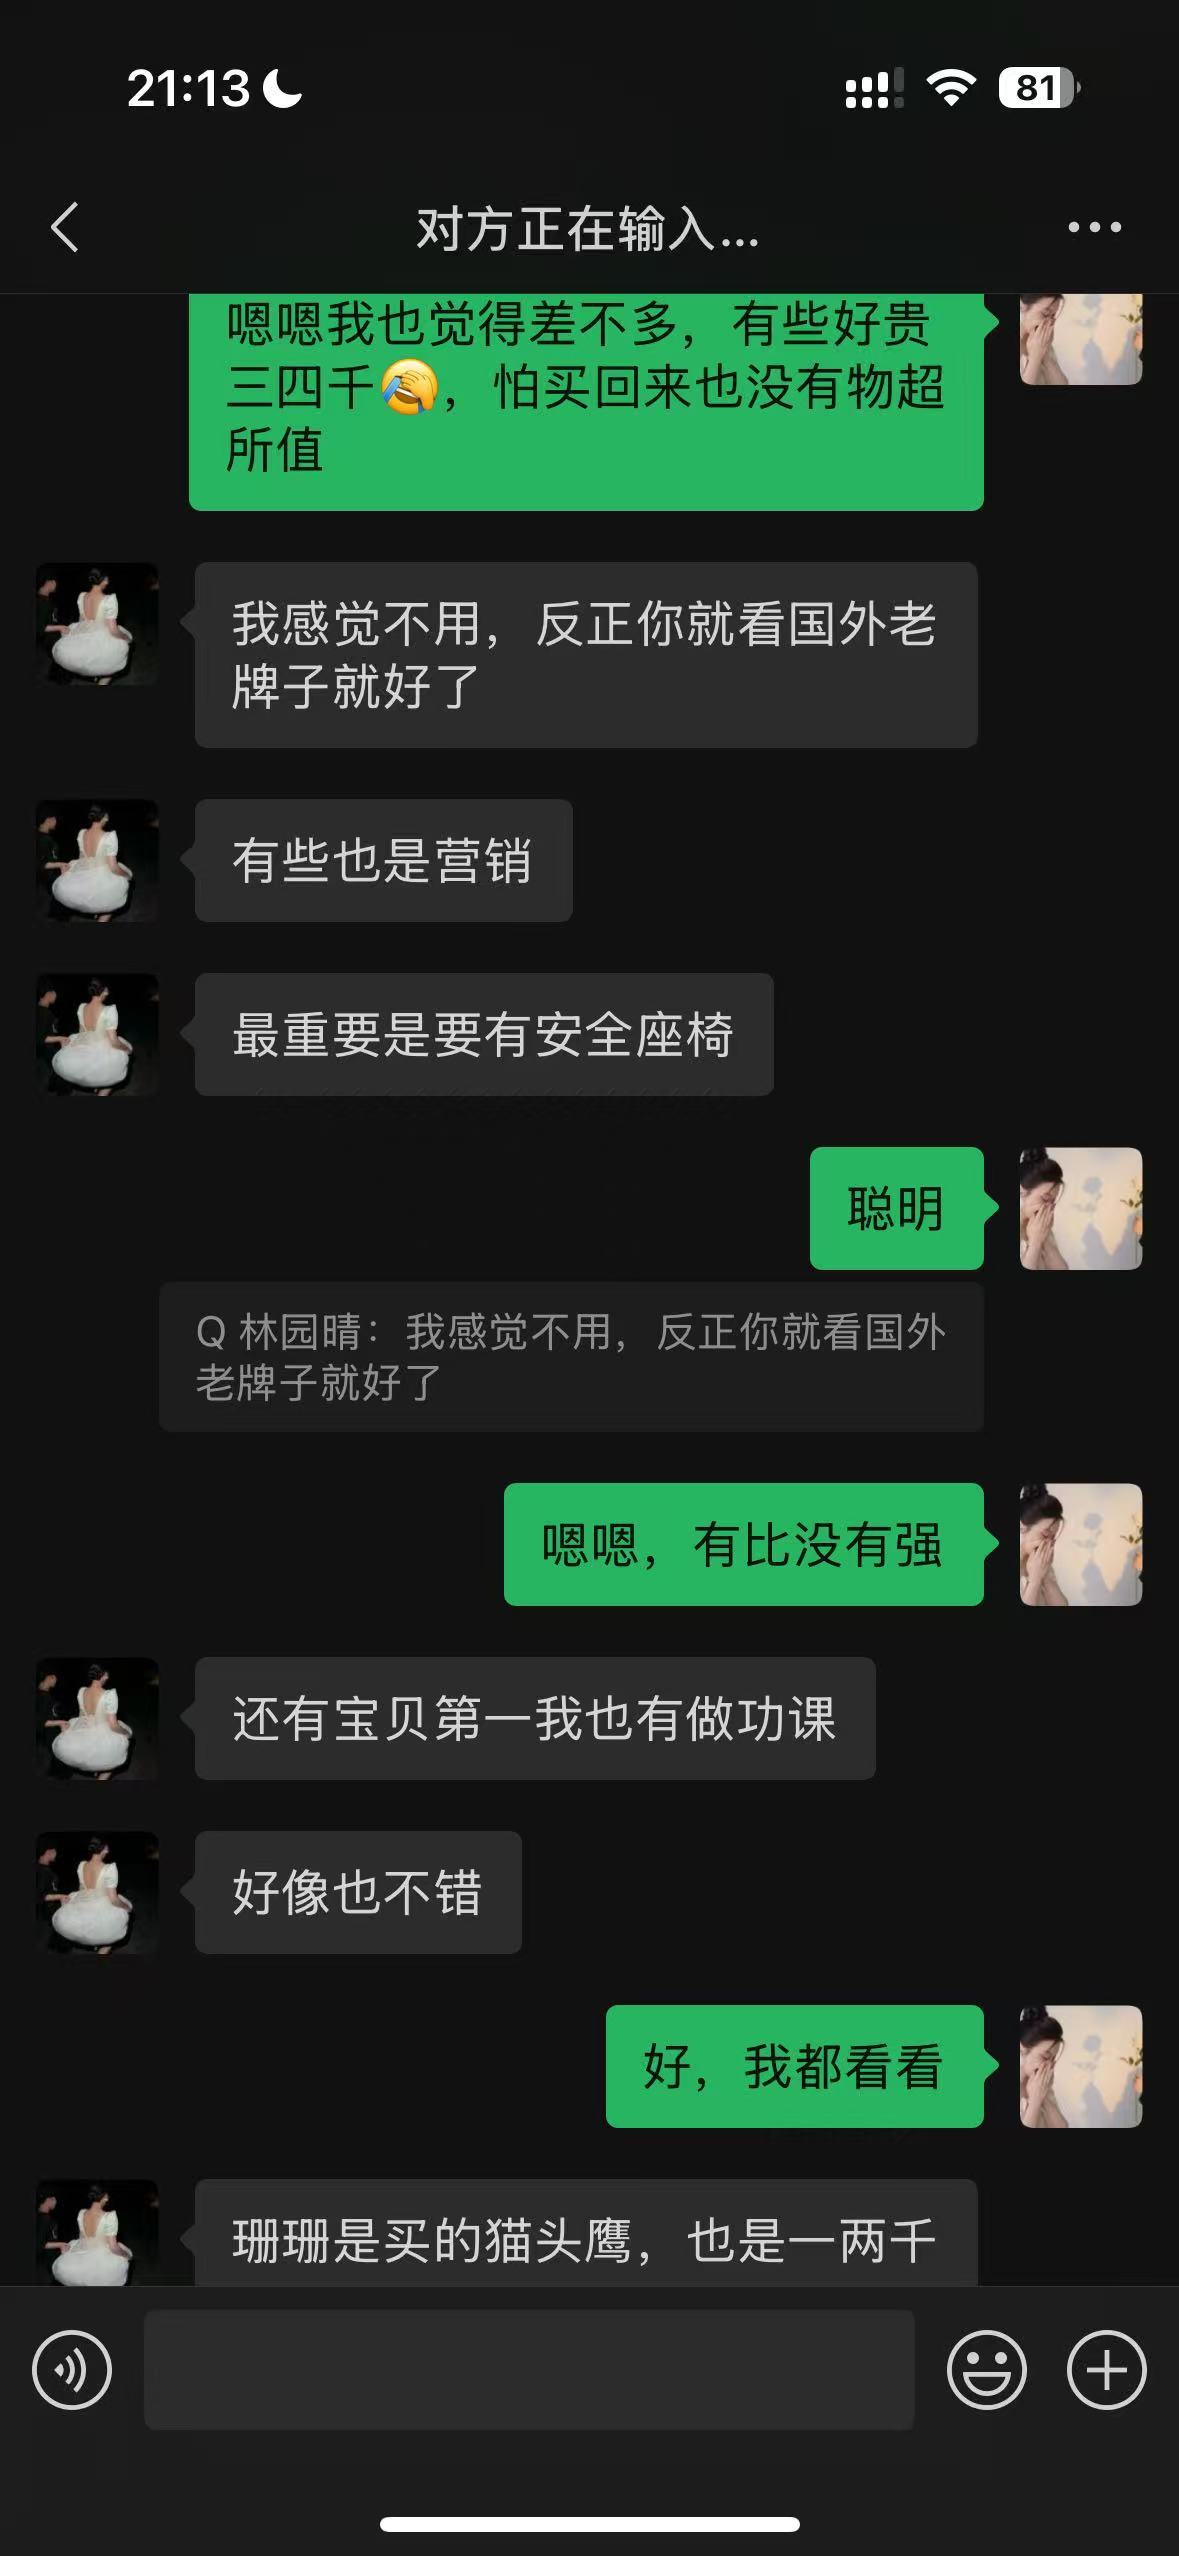 21:13
81
对方正在输入...
嗯嗯我也觉得差不多，有些好贵
三四千🤦，怕买回来也没有物超
所值
我感觉不用，反正你就看国外老
牌子就好了
有些也是营销
最重要是要有安全座椅
聪明
Q 林园晴：我感觉不用，反正你就看国外
老牌子就好了
嗯嗯，有比没有强
还有宝贝第一我也有做功课
好像也不错
好，我都看看
珊珊是买的猫头鹰，也是一两千